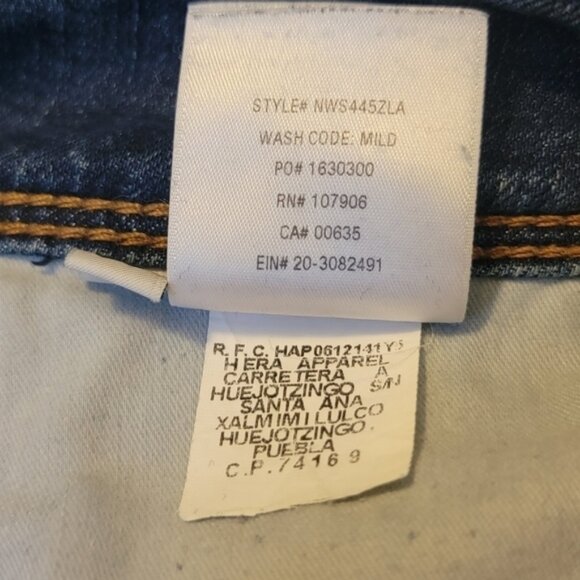 STYLE# NWS445ZLA
WASH CODE: MILD
PO# 1630300
RN# 107906
CA# 00635
EIN# 20-3082491
R.F.C. HAP0612141Y5
HERA APPAREL
CARRETERA A
HUEJOTZINGO S/N
SANTA ANA
XALMIMILULCO
HUEJOTZINGO.
PUEBLA
C.P. 74169